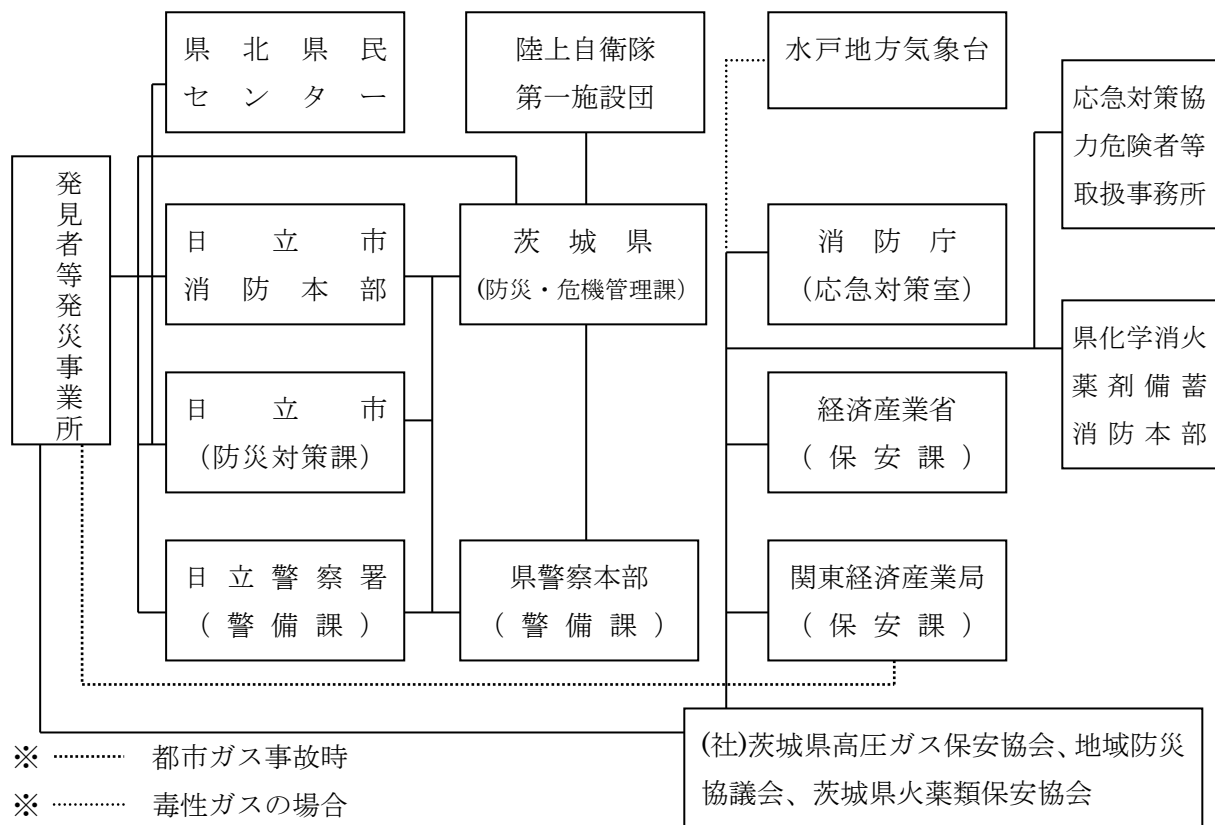 県北県民
センター
陸上自衛隊
第一施設団
水戸地方気象台
応急対策協
力危険者等
取扱事務所
発見者等発災事業所
日立市
消防本部
茨城県
(防災・危機管理課)
消防庁
(応急対策室)
県化学消火
薬剤備蓄
消防本部
日立市
(防災対策課)
経済産業省
(保安課)
日立警察署
(警備課)
県警察本部
(警備課)
関東経済産業局
(保安課)
(社)茨城県高圧ガス保安協会、地域防災
協議会、茨城県火薬類保安協会
※ ………… 都市ガス事故時
※ ………… 毒性ガスの場合